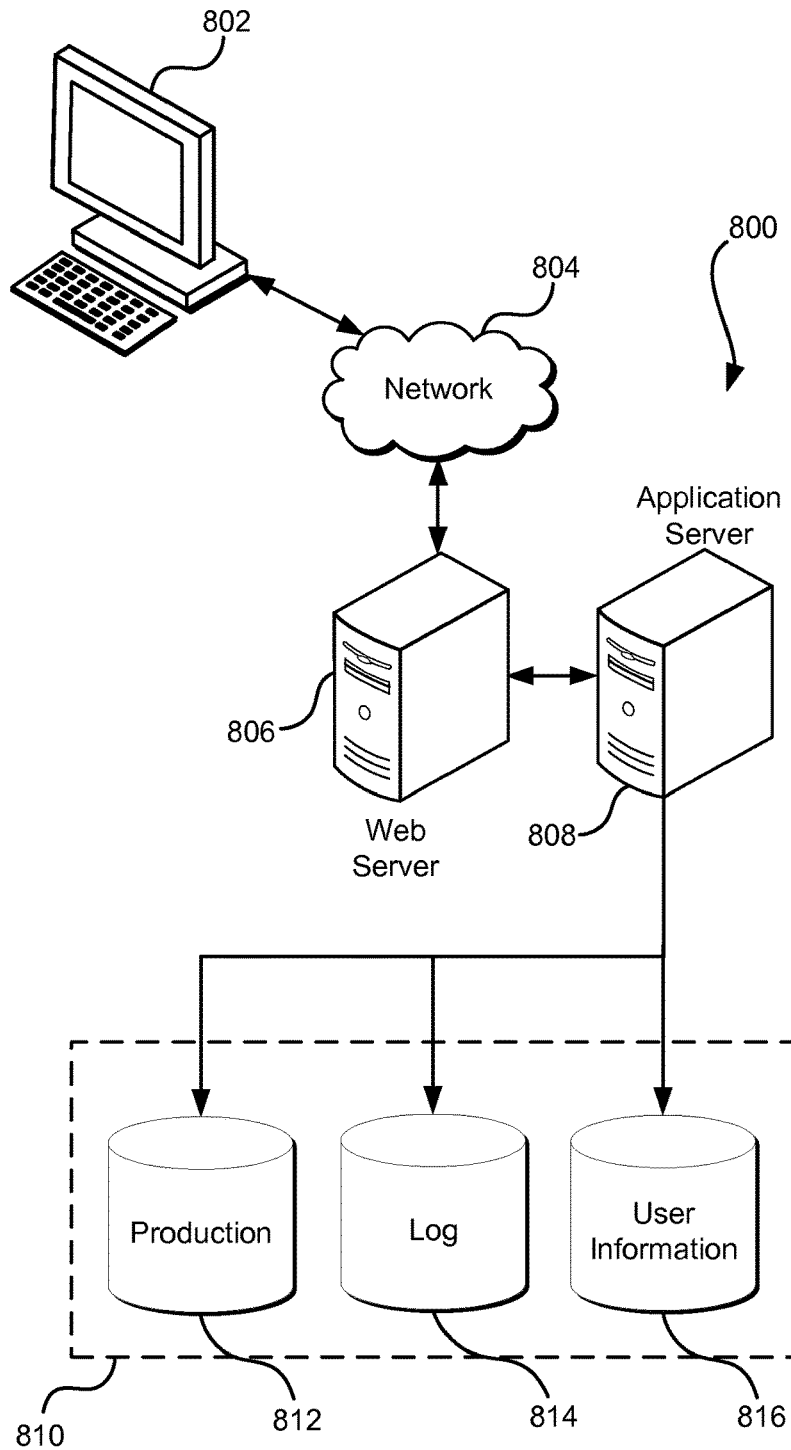 802
800
804
Network
Application
Server
806
Web
Server
808
Production
Log
User
Information
810
812
814
816